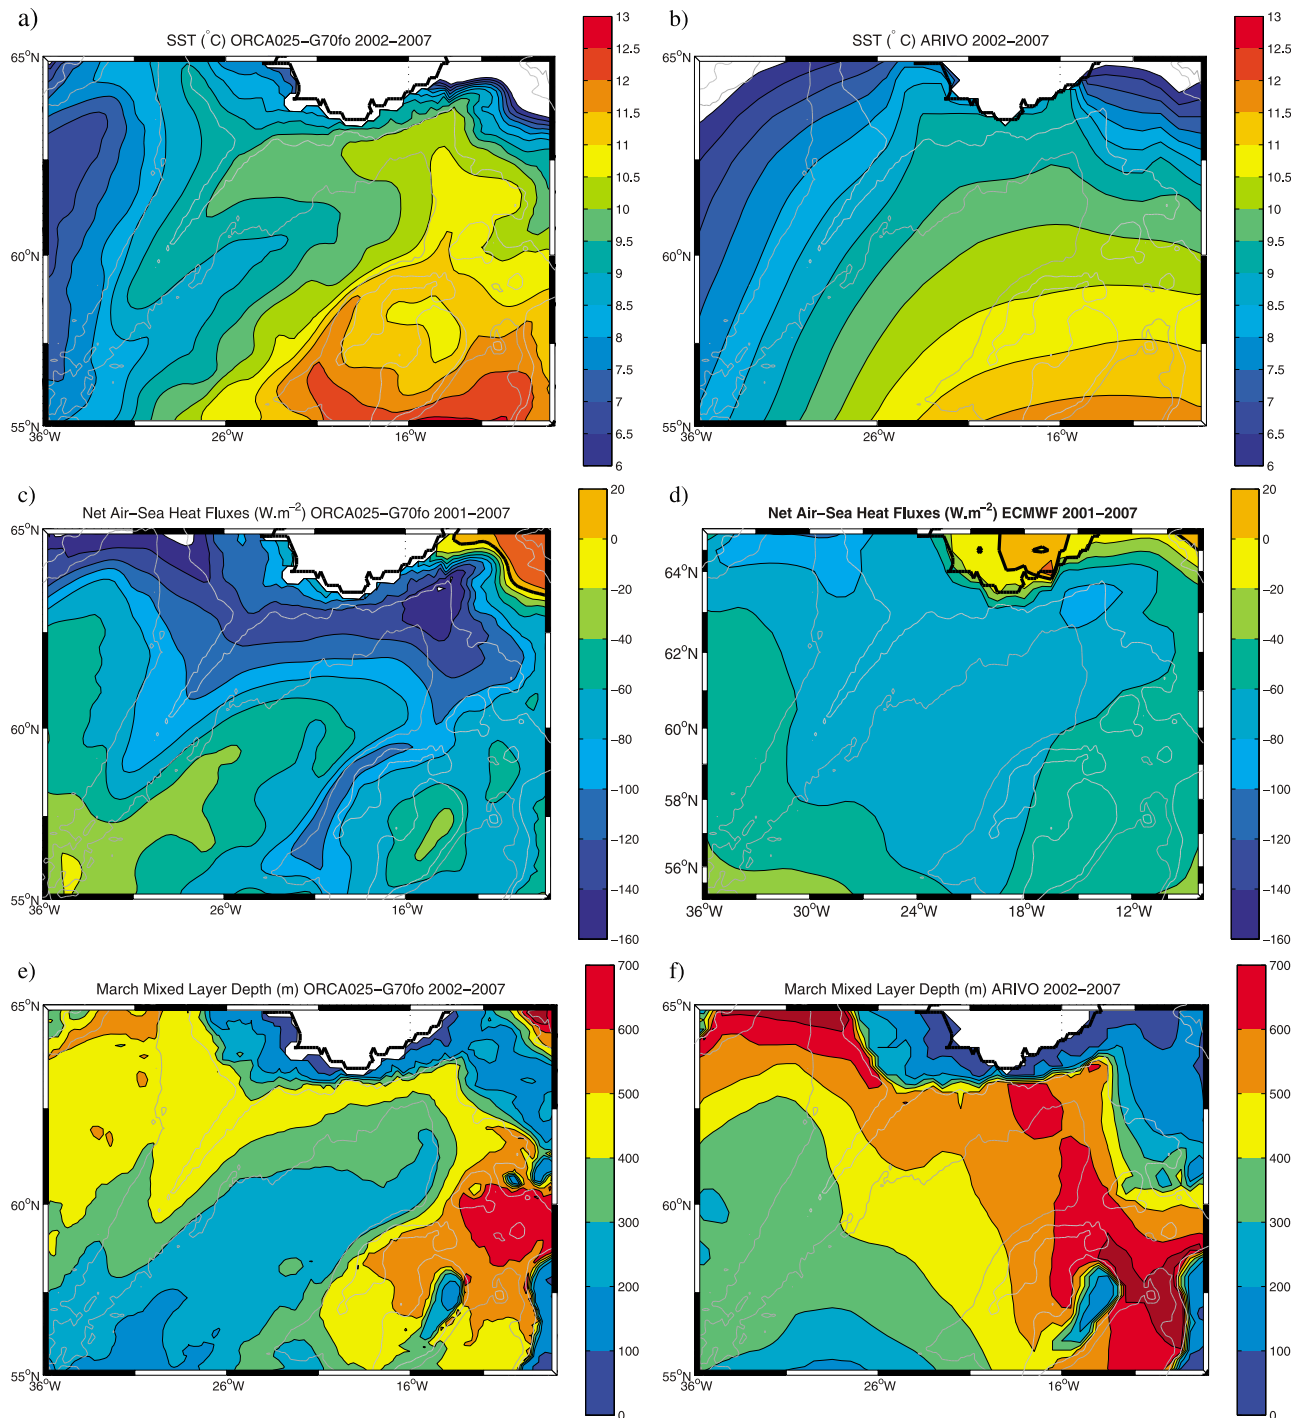 a)
SST (°C) ORCA025−G70fo 2002−2007
65°N
60°N
55°N
36°W
26°W
16°W
13
12.5
12
11.5
11
10.5
10
9.5
9
8.5
8
7.5
7
6.5
6
b)
SST (°C) ARIVO 2002−2007
65°N
60°N
55°N
36°W
26°W
16°W
13
12.5
12
11.5
11
10.5
10
9.5
9
8.5
8
7.5
7
6.5
6
c)
Net Air−Sea Heat Fluxes (W.m−2) ORCA025−G70fo 2001−2007
65°N
60°N
55°N
36°W
26°W
16°W
20
0
−20
−40
−60
−80
−100
−120
−140
−160
d)
Net Air−Sea Heat Fluxes (W.m−2) ECMWF 2001−2007
64°N
62°N
60°N
58°N
56°N
36°W
30°W
24°W
18°W
12°W
20
0
−20
−40
−60
−80
−100
−120
−140
−160
e)
March Mixed Layer Depth (m) ORCA025−G70fo 2002−2007
65°N
60°N
55°N
36°W
26°W
16°W
700
600
500
400
300
200
100
0
f)
March Mixed Layer Depth (m) ARIVO 2002−2007
65°N
60°N
55°N
36°W
26°W
16°W
700
600
500
400
300
200
100
0